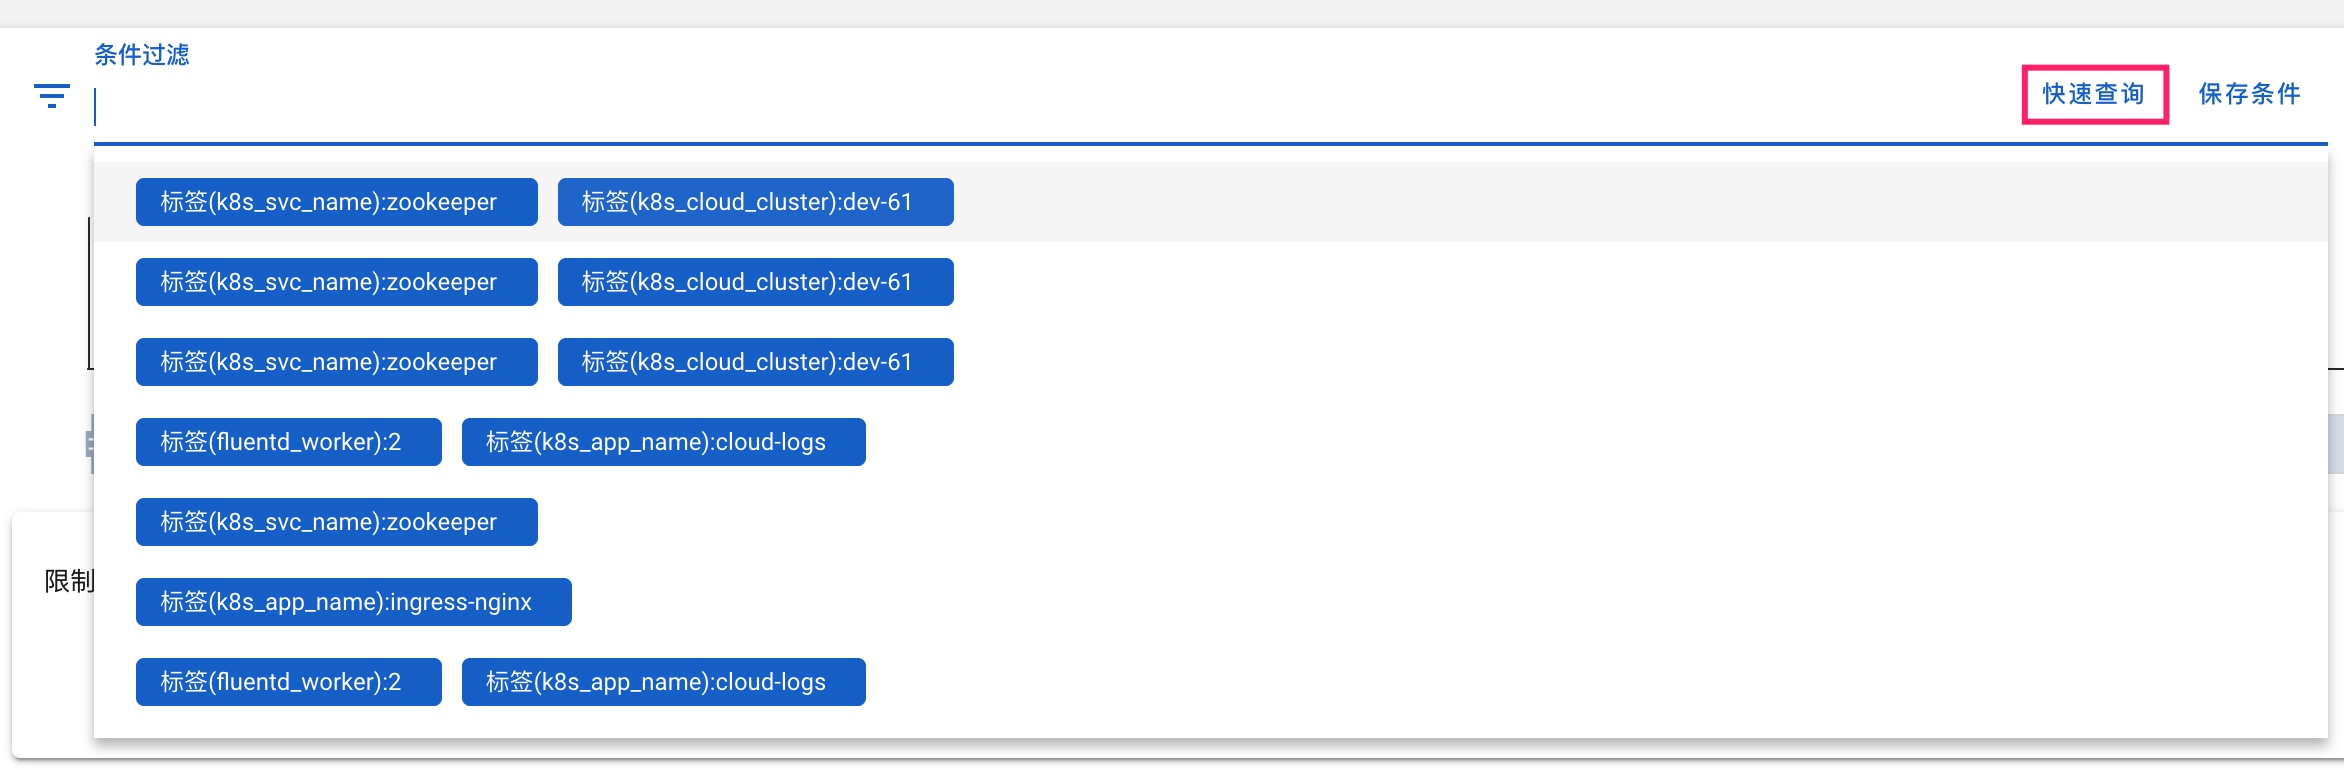 条件过滤
快速查询 保存条件
标签(k8s_svc_name):zookeeper 标签(k8s_cloud_cluster):dev-61
标签(k8s_svc_name):zookeeper 标签(k8s_cloud_cluster):dev-61
标签(k8s_svc_name):zookeeper 标签(k8s_cloud_cluster):dev-61
标签(fluentd_worker):2 标签(k8s_app_name):cloud-logs
标签(k8s_svc_name):zookeeper
限制
标签(k8s_app_name):ingress-nginx
标签(fluentd_worker):2 标签(k8s_app_name):cloud-logs